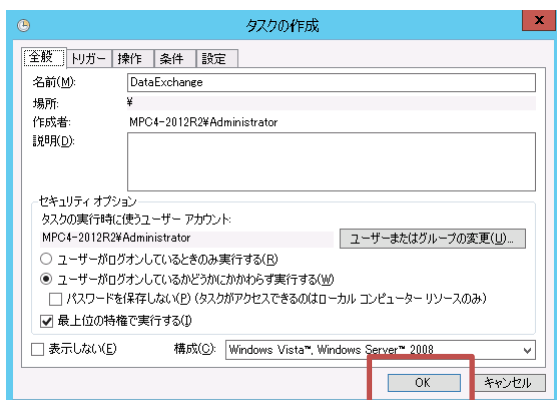 タスクの作成
x
全般 トリガー 操作 条件 設定
名前(M): DataExchange
場所: ¥
作成者: MPC4-2012R2¥Administrator
説明(D):
セキュリティ オプション
タスクの実行時に使うユーザー アカウント:
MPC4-2012R2¥Administrator ユーザーまたはグループの変更(U)...
ユーザーがログオンしているときのみ実行する(R)
ユーザーがログオンしているかどうかにかかわらず実行する(W)
パスワードを保存しない(P) (タスクがアクセスできるのはローカル コンピューター リソースのみ)
最上位の特権で実行する(I)
表示しない(E) 構成(C): Windows Vista™, Windows Server™ 2008
OK キャンセル